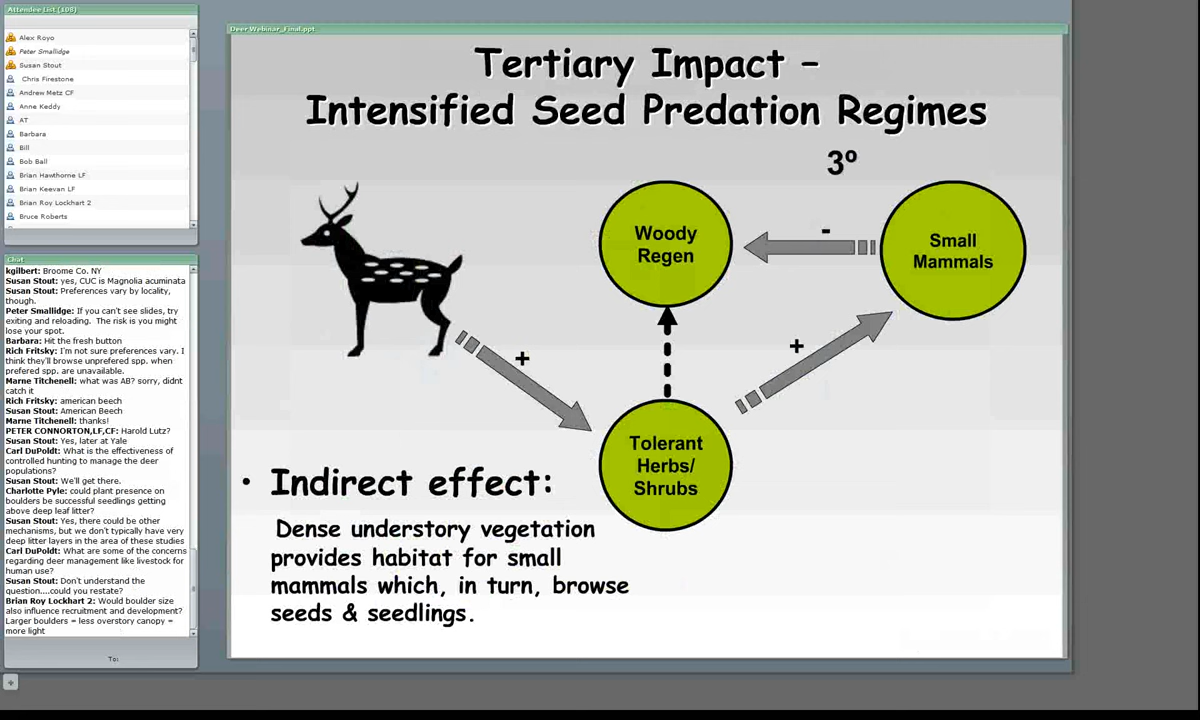 Attendee List (108)
Alex Royo
Peter Smallidge
Susan Stout
Chris Firestone
Andrew Metz CF
Anne Keddy
AT
Barbara
Bill
Bob Ball
Brian Hawthorne LF
Brian Keevan LF
Brian Roy Lockhart 2
Bruce Roberts
Chat
kgilbert: Broome Co. NY
Susan Stout: yes, CUC is Magnolia acuminata
Susan Stout: Preferences vary by locality,
though.
Peter Smallidge: If you can't see slides, try
exiting and reloading. The risk is you might
lose your spot.
Barbara: Hit the fresh button
Rich Fritsky: I'm not sure preferences vary. I
think they'll browse unprefered spp. when
prefered spp. are unavailable.
Marne Titchenell: what was AB? sorry, didnt
catch it
Rich Fritsky: american beech
Susan Stout: American Beech
Marne Titchenell: thanks!
PETER CONNORTON,LF,CF: Harold Lutz?
Susan Stout: Yes, later at Yale
Carl DuPoldt: What is the effectiveness of
controlled hunting to manage the deer
populations?
Susan Stout: We'll get there.
Charlotte Pyle: could plant presence on
boulders be successful seedlings getting
above deep leaf litter?
Susan Stout: Yes, there could be other
mechanisms, but we don't typically have very
deep litter layers in the area of these studies
Carl DuPoldt: What are some of the concerns
regarding deer management like livestock for
human use?
Susan Stout: Don't understand the
question....could you restate?
Brian Roy Lockhart 2: Would boulder size
also influence recruitment and development?
Larger boulders = less overstory canopy =
more light
To:
Deer Webinar_Final.ppt
Tertiary Impact –
Intensified Seed Predation Regimes
3º
Woody
Regen
-
Small
Mammals
+
+
Tolerant
Herbs/
Shrubs
• Indirect effect:
Dense understory vegetation
provides habitat for small
mammals which, in turn, browse
seeds & seedlings.